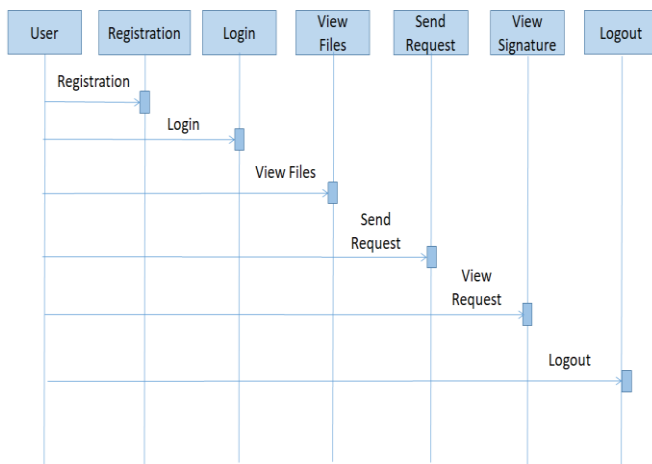 User
Registration
Login
View
Files
Send
Request
View
Signature
Logout
Registration
Login
View Files
Send
Request
View
Request
Logout